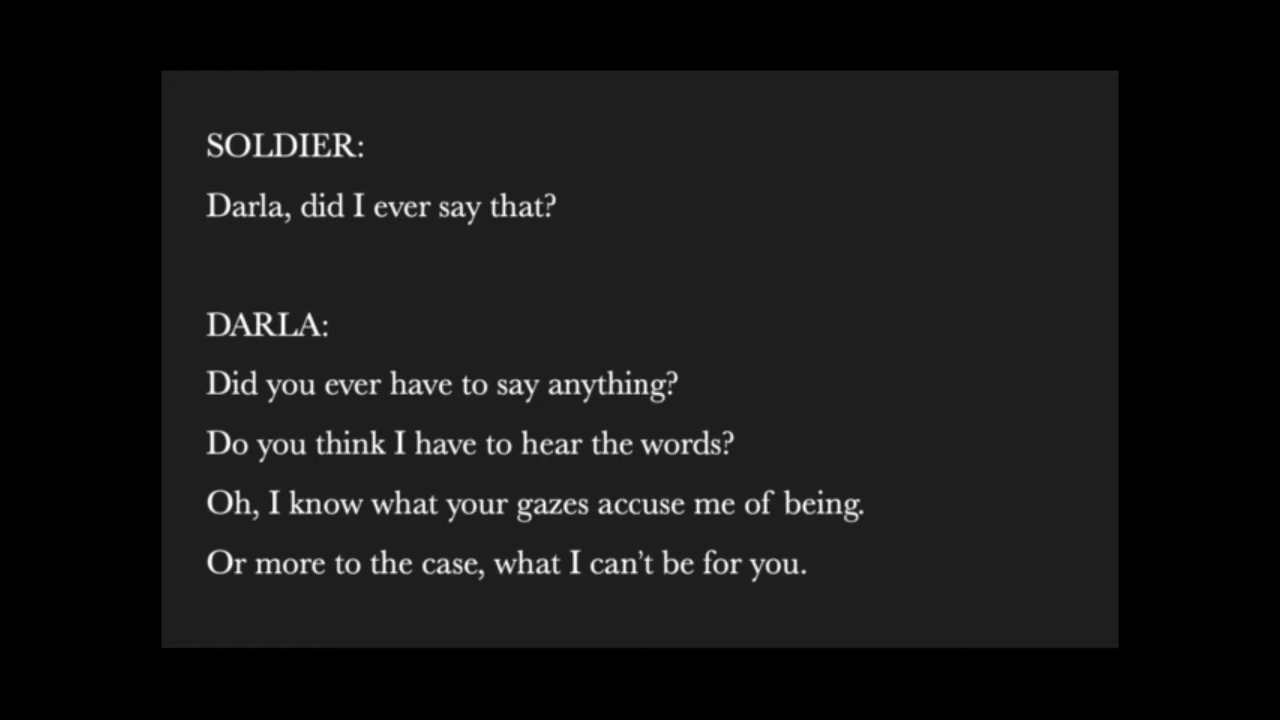 SOLDIER:
Darla, did I ever say that?
DARLA:
Did you ever have to say anything?
Do you think I have to hear the words?
Oh, I know what your gazes accuse me of being.
Or more to the case, what I can’t be for you.